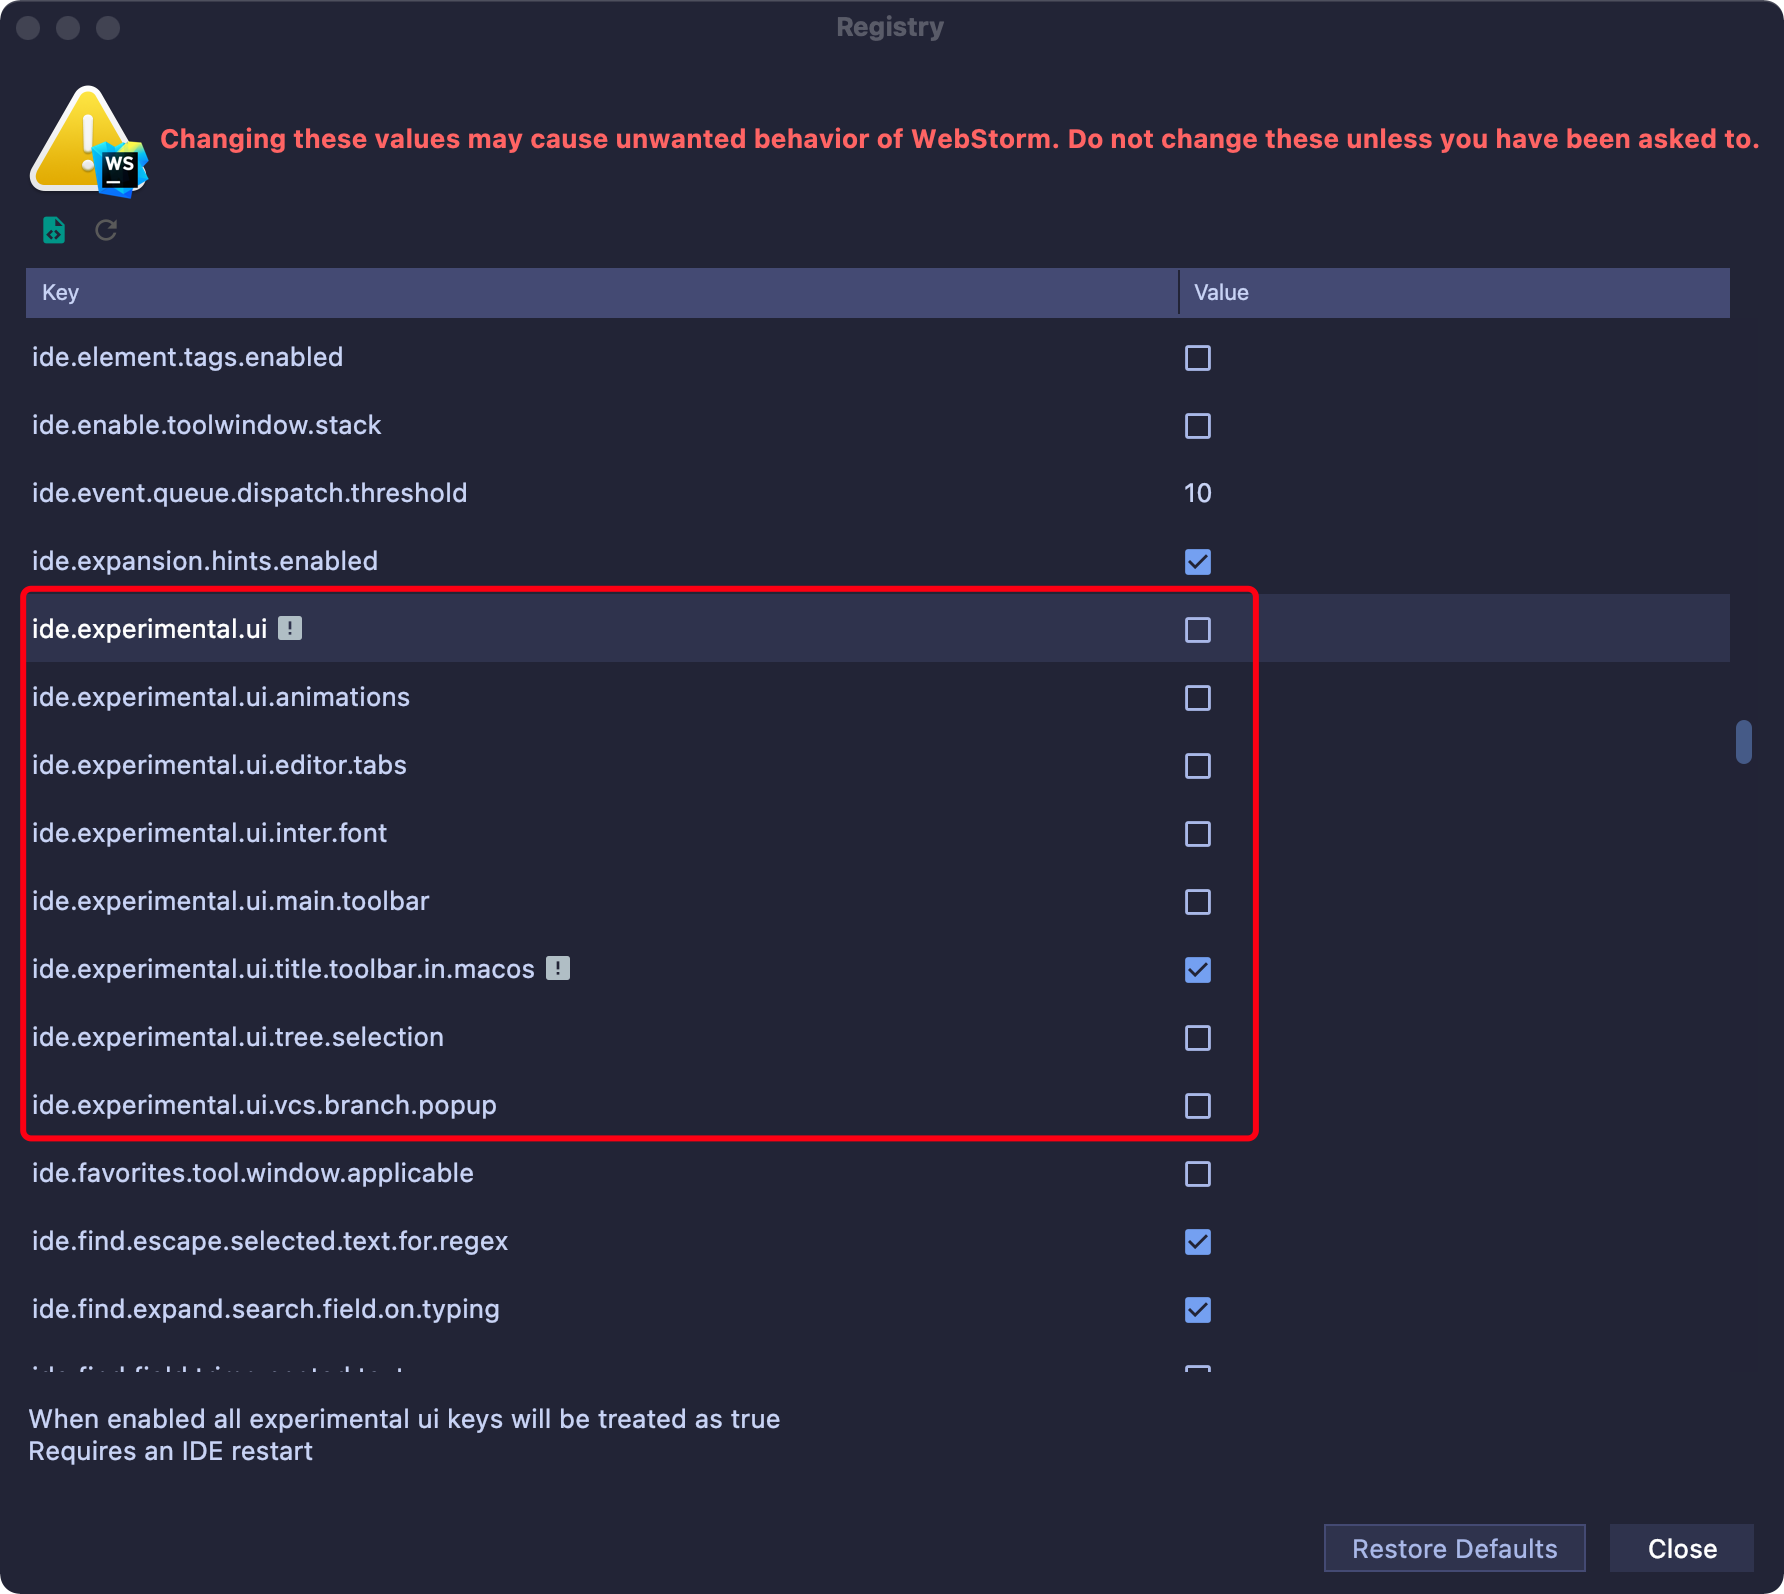 Registry
Changing these values may cause unwanted behavior of WebStorm. Do not change these unless you have been asked to.
WS
Key Value
ide.element.tags.enabled
ide.enable.toolwindow.stack
ide.event.queue.dispatch.threshold 10
ide.expansion.hints.enabled
ide.experimental.ui
ide.experimental.ui.animations
ide.experimental.ui.editor.tabs
ide.experimental.ui.inter.font
ide.experimental.ui.main.toolbar
ide.experimental.ui.title.toolbar.in.macos
ide.experimental.ui.tree.selection
ide.experimental.ui.vcs.branch.popup
ide.favorites.tool.window.applicable
ide.find.escape.selected.text.for.regex
ide.find.expand.search.field.on.typing
When enabled all experimental ui keys will be treated as true
Requires an IDE restart
Restore Defaults Close